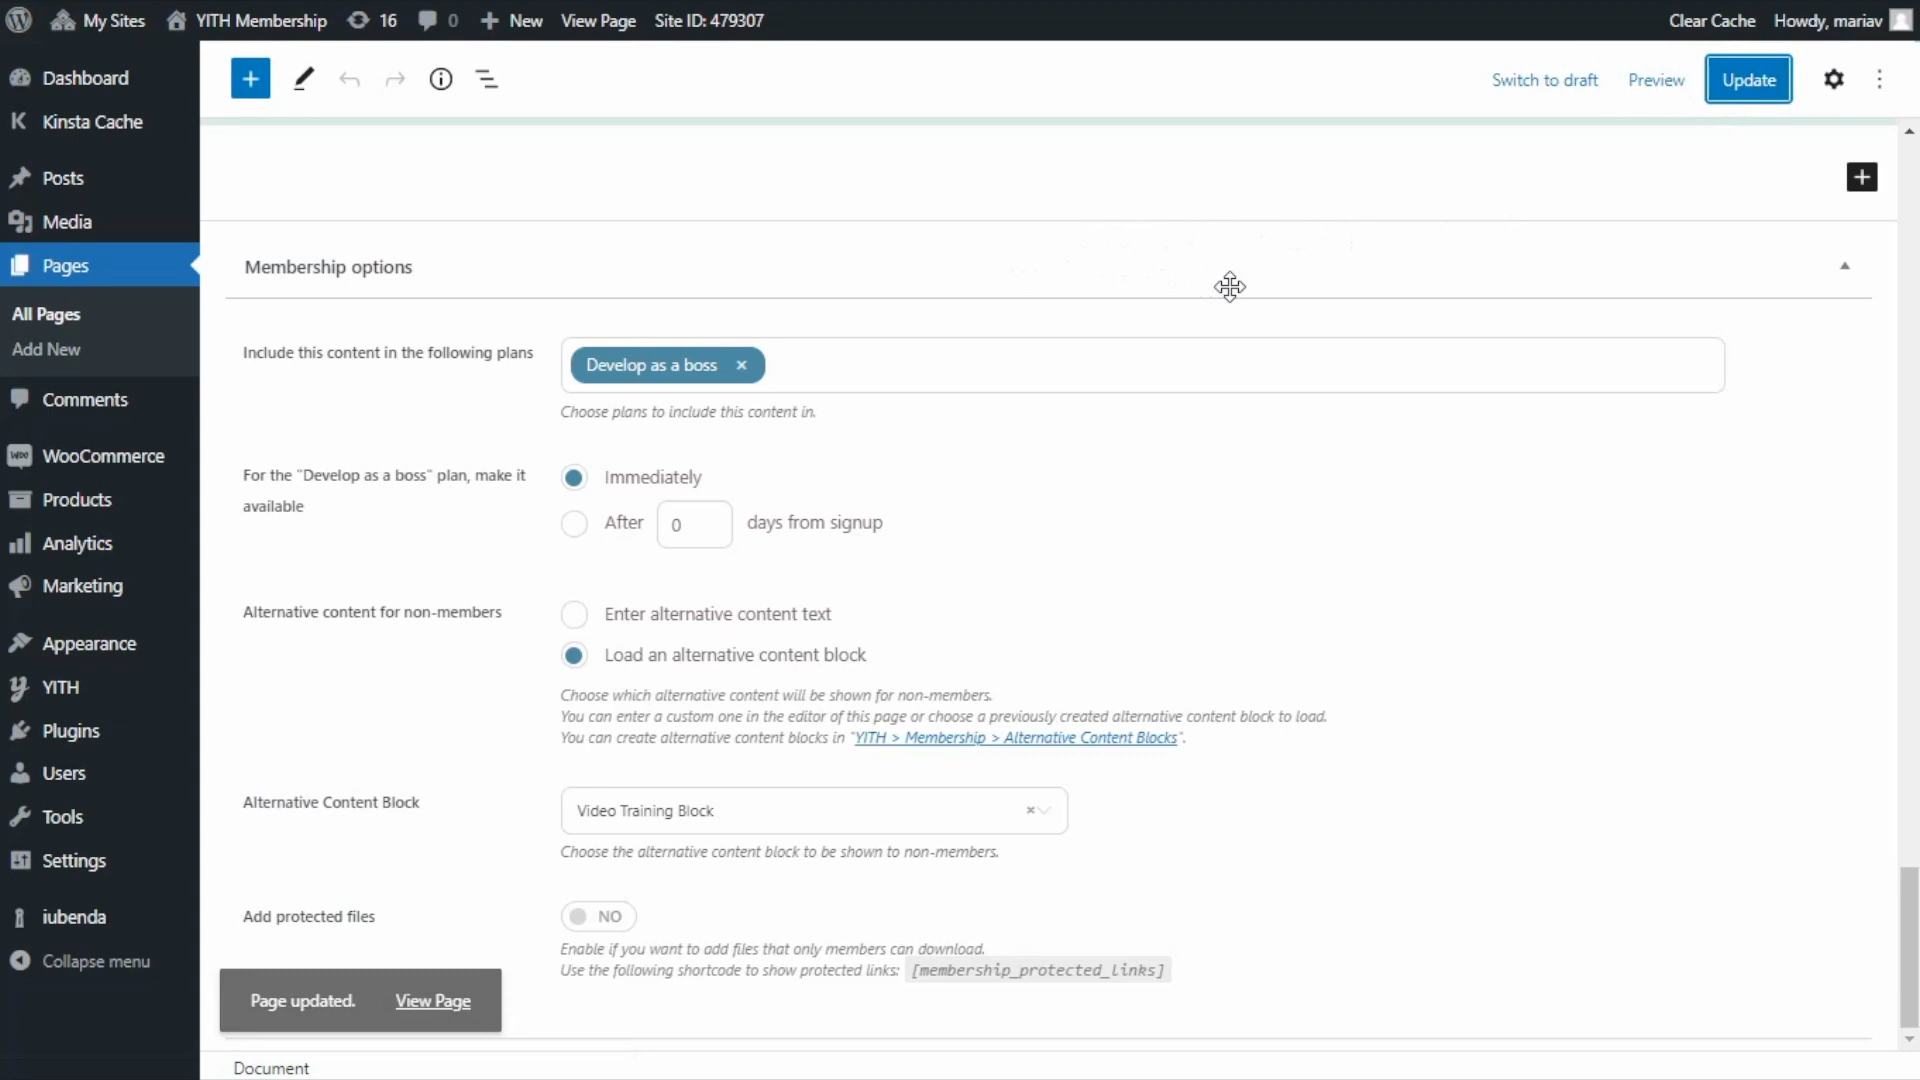 My Sites
YITH Membership
16
0
New
View Page
Site ID: 479307
Clear Cache
Howdy, mariav
Switch to draft
Preview
Update
Dashboard
Kinsta Cache
Posts
Media
Pages
All Pages
Add New
Comments
WooCommerce
Products
Analytics
Marketing
Appearance
YITH
Plugins
Users
Tools
Settings
iubenda
Collapse menu
Membership options
Include this content in the following plans
Develop as a boss ×
Choose plans to include this content in.
For the "Develop as a boss" plan, make it
available
Immediately
After 0 days from signup
Alternative content for non-members
Enter alternative content text
Load an alternative content block
Choose which alternative content will be shown for non-members.
You can enter a custom one in the editor of this page or choose a previously created alternative content block to load.
You can create alternative content blocks in "YITH > Membership > Alternative Content Blocks".
Alternative Content Block
Video Training Block ×
Choose the alternative content block to be shown to non-members.
Add protected files
NO
Enable if you want to add files that only members can download.
Use the following shortcode to show protected links: [membership_protected_links]
Page updated. View Page
Document